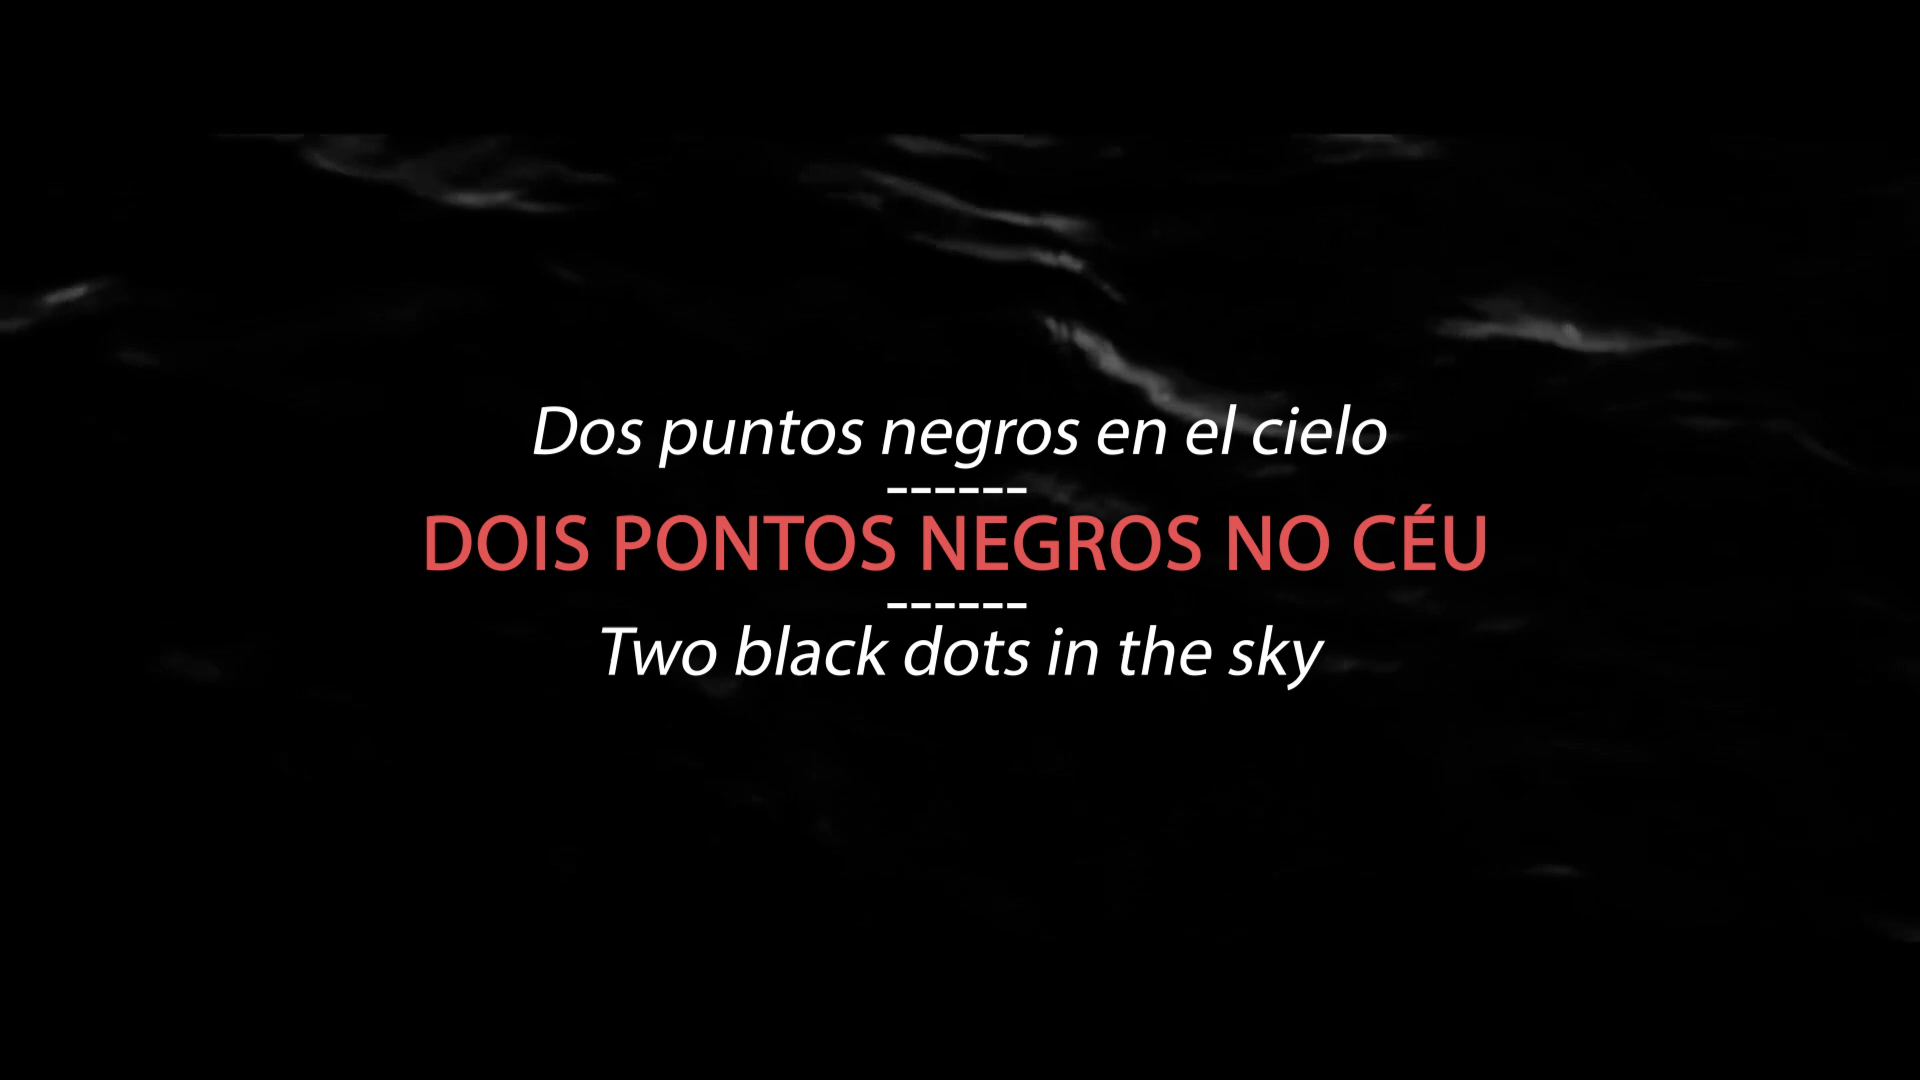 Dos puntos negros en el cielo
------
DOIS PONTOS NEGROS NO CÉU
------
Two black dots in the sky